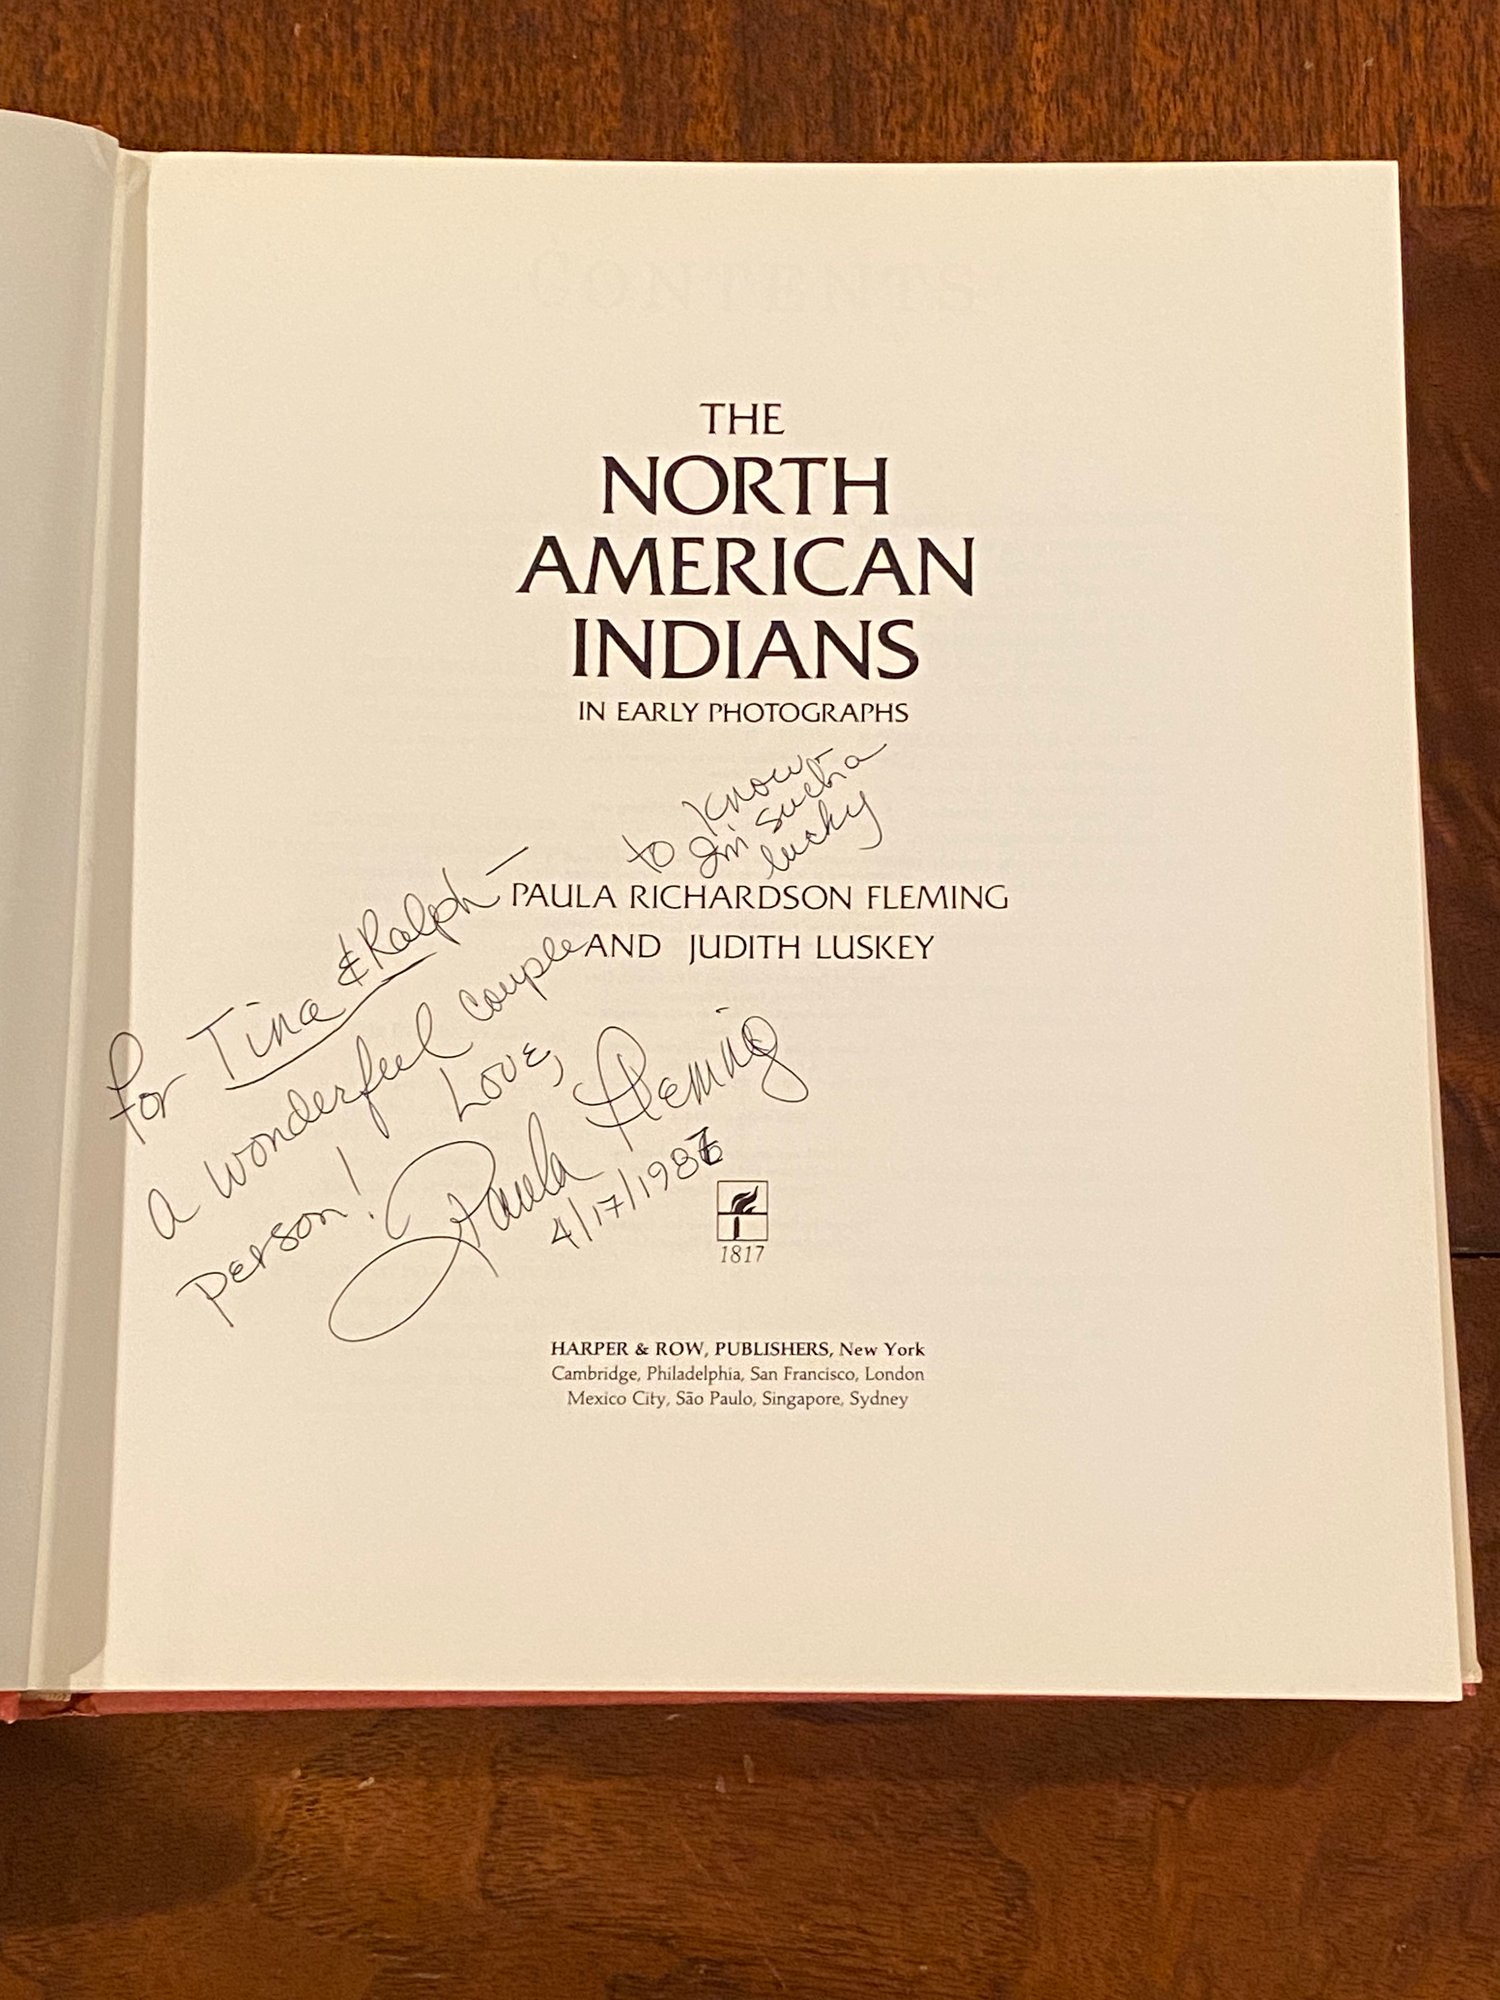 CONTENTS
THE
NORTH
AMERICAN
INDIANS
IN EARLY PHOTOGRAPHS
For Tina & Ralph —
a wonderful couple
to know -
I'm such a
lucky
person! Love,
Paula Fleming
4/17/198
PAULA RICHARDSON FLEMING
AND JUDITH LUSKEY
1817
HARPER & ROW, PUBLISHERS, New York
Cambridge, Philadelphia, San Francisco, London
Mexico City, São Paulo, Singapore, Sydney